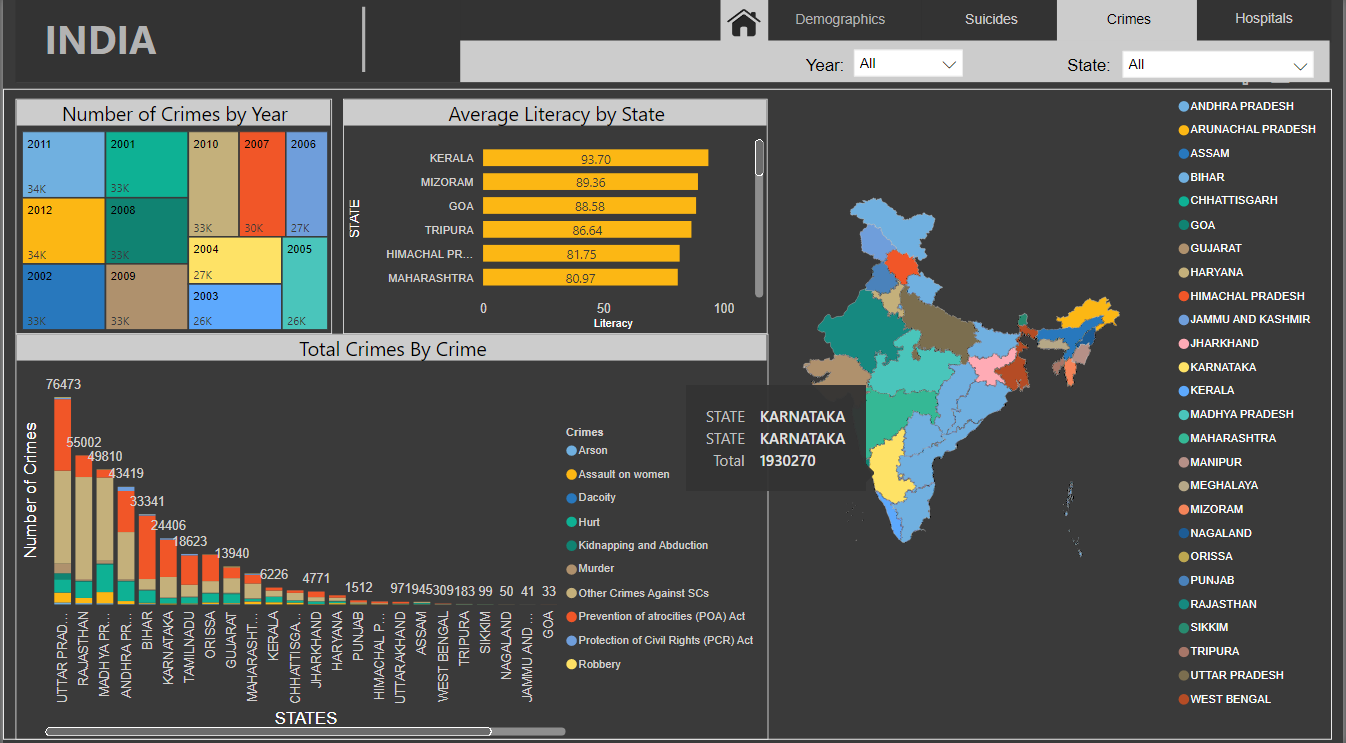 INDIA
Demographics
Suicides
Crimes
Hospitals
Year:
All
State:
All
Number of Crimes by Year
2011
34K
2012
34K
2002
33K
2001
33K
2008
33K
2009
33K
2010
33K
2007
30K
2006
27K
2004
27K
2003
26K
2005
26K
Average Literacy by State
STATE
KERALA 93.70
MIZORAM 89.36
GOA 88.58
TRIPURA 86.64
HIMACHAL PR... 81.75
MAHARASHTRA 80.97
0 50 100
Literacy
Total Crimes By Crime
Number of Crimes
76473
55002
49810
43419
33341
24406
18623
13940
6226
4771
1512
971
945
309
183
99
50
41
33
UTTAR PRAD...
RAJASTHAN
MADHYA PR...
ANDHRA PR...
BIHAR
KARNATAKA
TAMILNADU
ORISSA
GUJARAT
MAHARASHT...
KERALA
CHHATTISGA...
JHARKHAND
HARYANA
PUNJAB
HIMACHAL P...
UTTARAKHAND
ASSAM
WEST BENGAL
TRIPURA
SIKKIM
NAGALAND
JAMMU AND ...
GOA
STATES
Crimes
Arson
Assault on women
Dacoity
Hurt
Kidnapping and Abduction
Murder
Other Crimes Against SCs
Prevention of atrocities (POA) Act
Protection of Civil Rights (PCR) Act
Robbery
STATE KARNATAKA
STATE KARNATAKA
Total 1930270
ANDHRA PRADESH
ARUNACHAL PRADESH
ASSAM
BIHAR
CHHATTISGARH
GOA
GUJARAT
HARYANA
HIMACHAL PRADESH
JAMMU AND KASHMIR
JHARKHAND
KARNATAKA
KERALA
MADHYA PRADESH
MAHARASHTRA
MANIPUR
MEGHALAYA
MIZORAM
NAGALAND
ORISSA
PUNJAB
RAJASTHAN
SIKKIM
TRIPURA
UTTAR PRADESH
WEST BENGAL